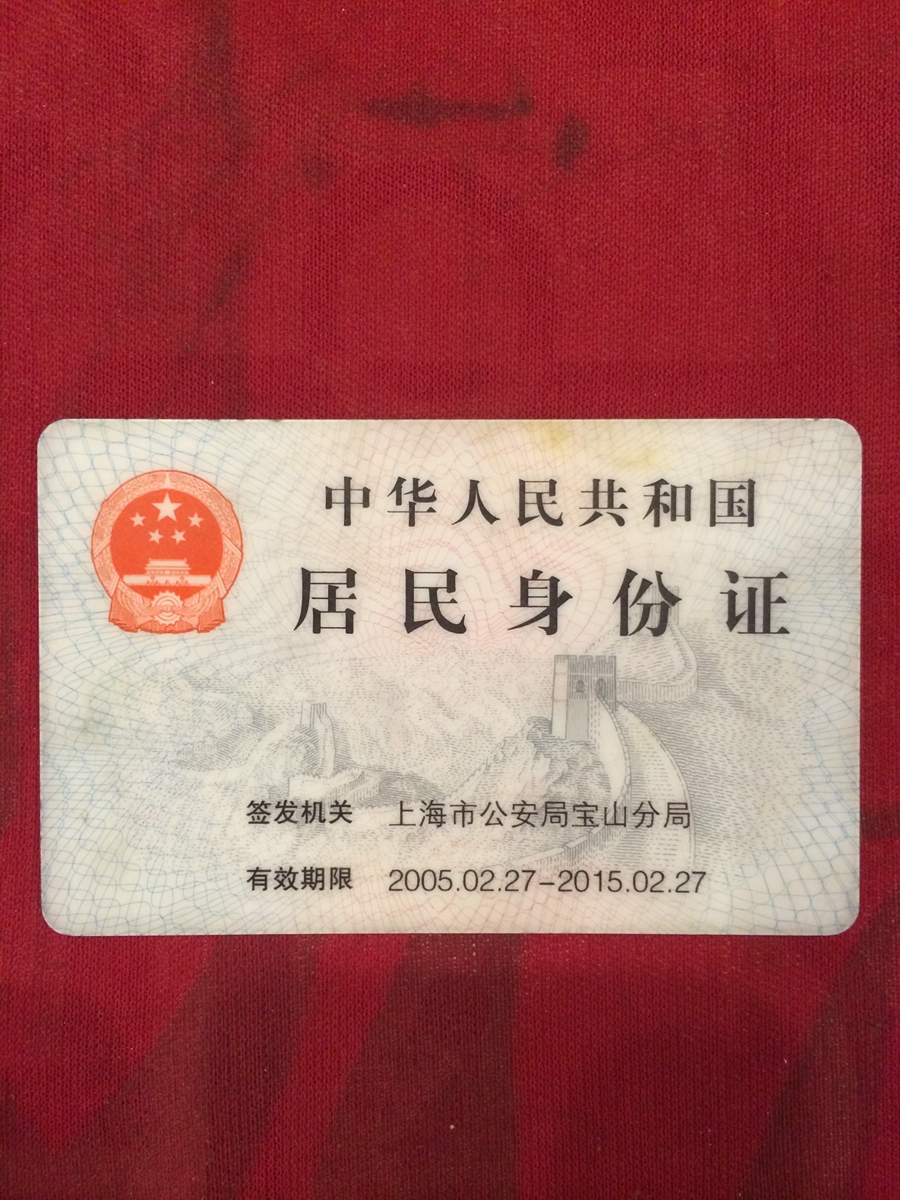 中华人民共和国
居民身份证
签发机关 上海市公安局宝山分局
有效期限 2005.02.27-2015.02.27